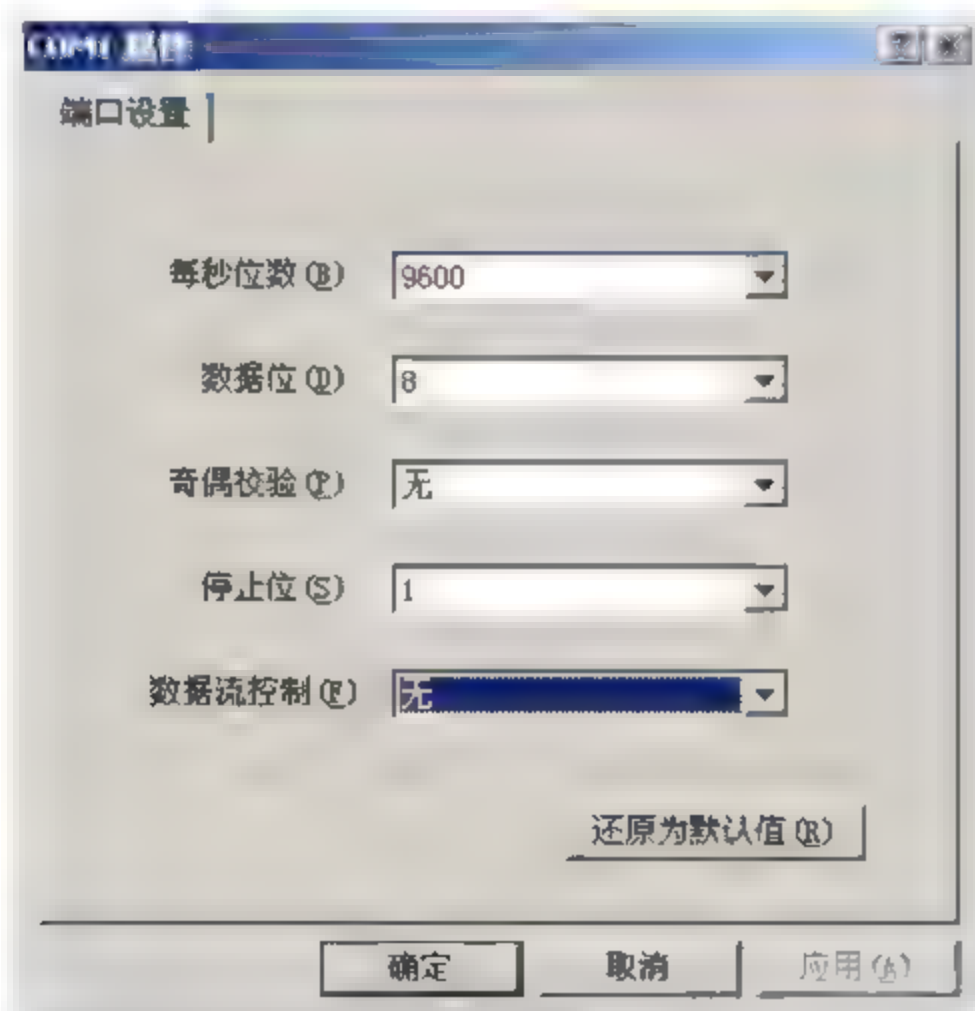 COM1 属性
端口设置
每秒位数(B) 9600
数据位(D) 8
奇偶校验(P) 无
停止位(S) 1
数据流控制(F) 无
还原为默认值(R)
确定 取消 应用(A)